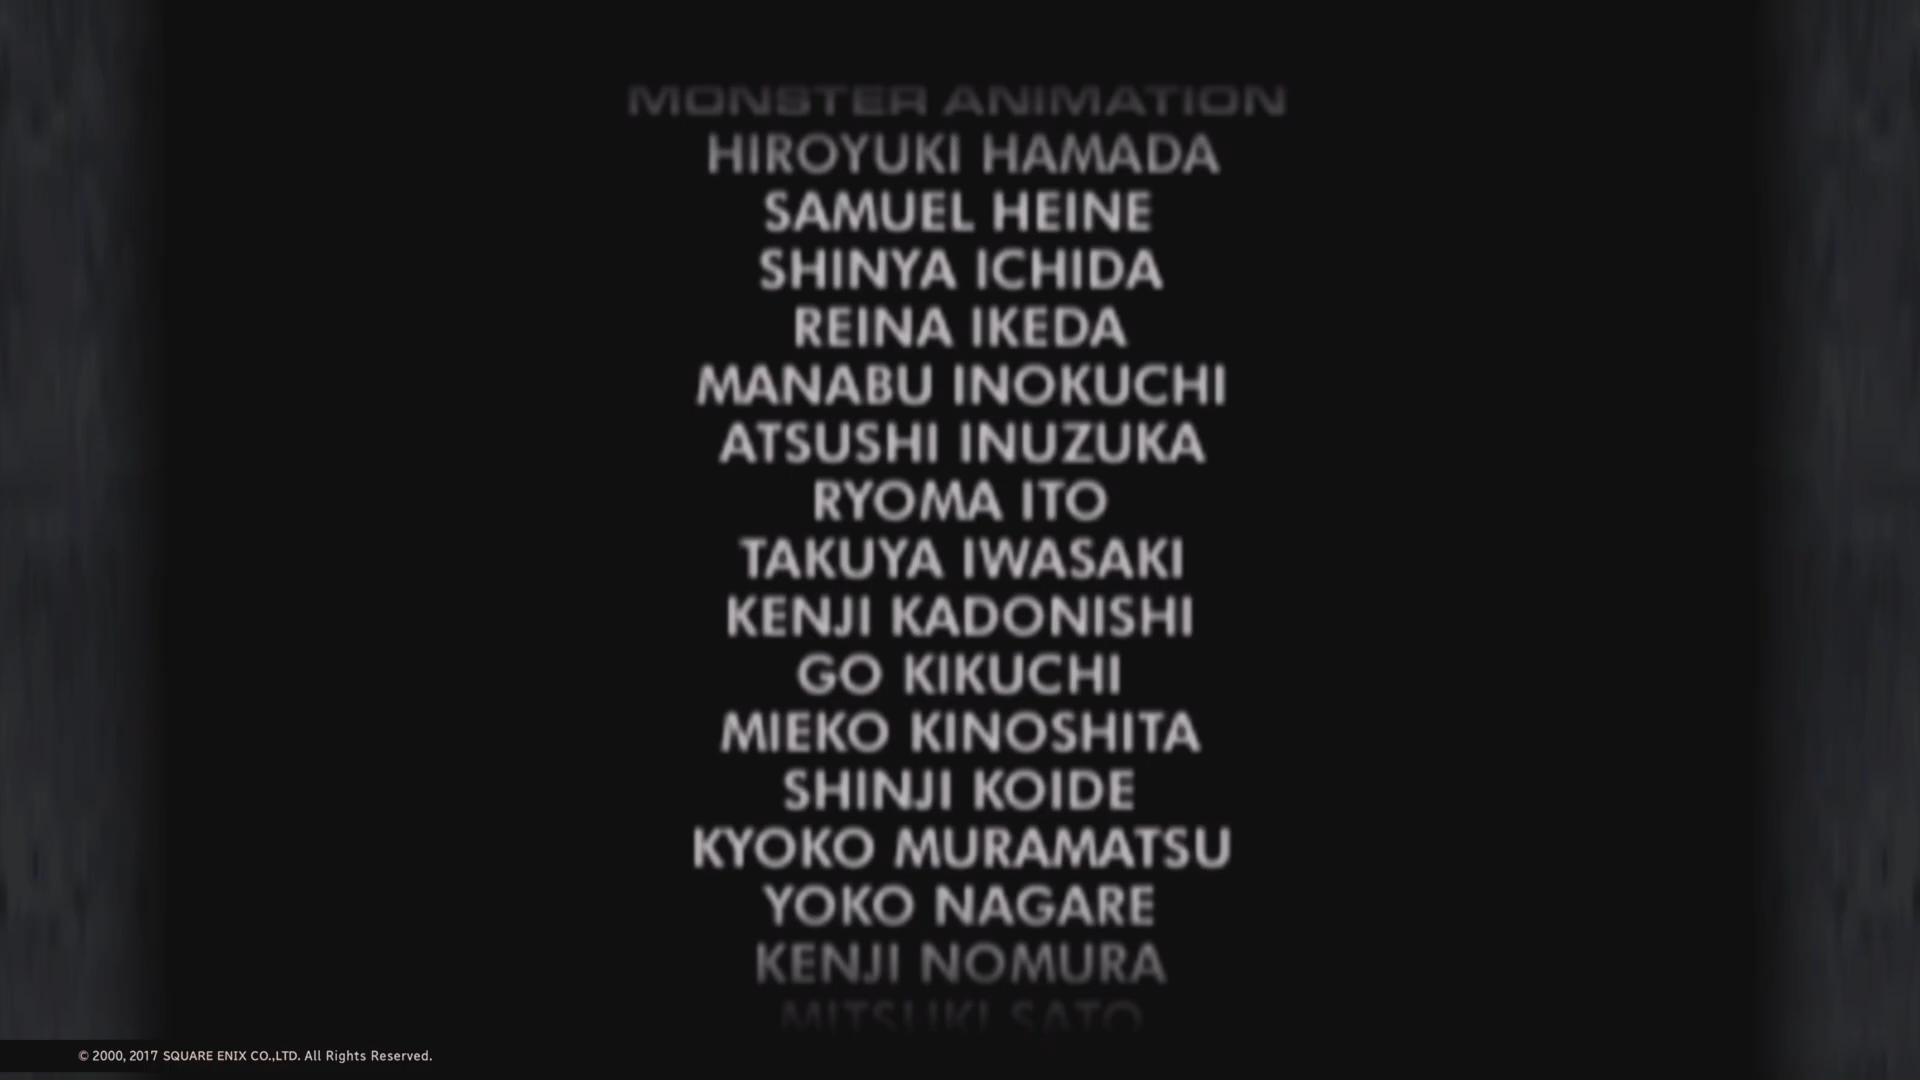 MONSTER ANIMATION
HIROYUKI HAMADA
SAMUEL HEINE
SHINYA ICHIDA
REINA IKEDA
MANABU INOKUCHI
ATSUSHI INUZUKA
RYOMA ITO
TAKUYA IWASAKI
KENJI KADONISHI
GO KIKUCHI
MIEKO KINOSHITA
SHINJI KOIDE
KYOKO MURAMATSU
YOKO NAGARE
KENJI NOMURA
MITSUKI SATO
© 2000, 2017 SQUARE ENIX CO.,LTD. All Rights Reserved.